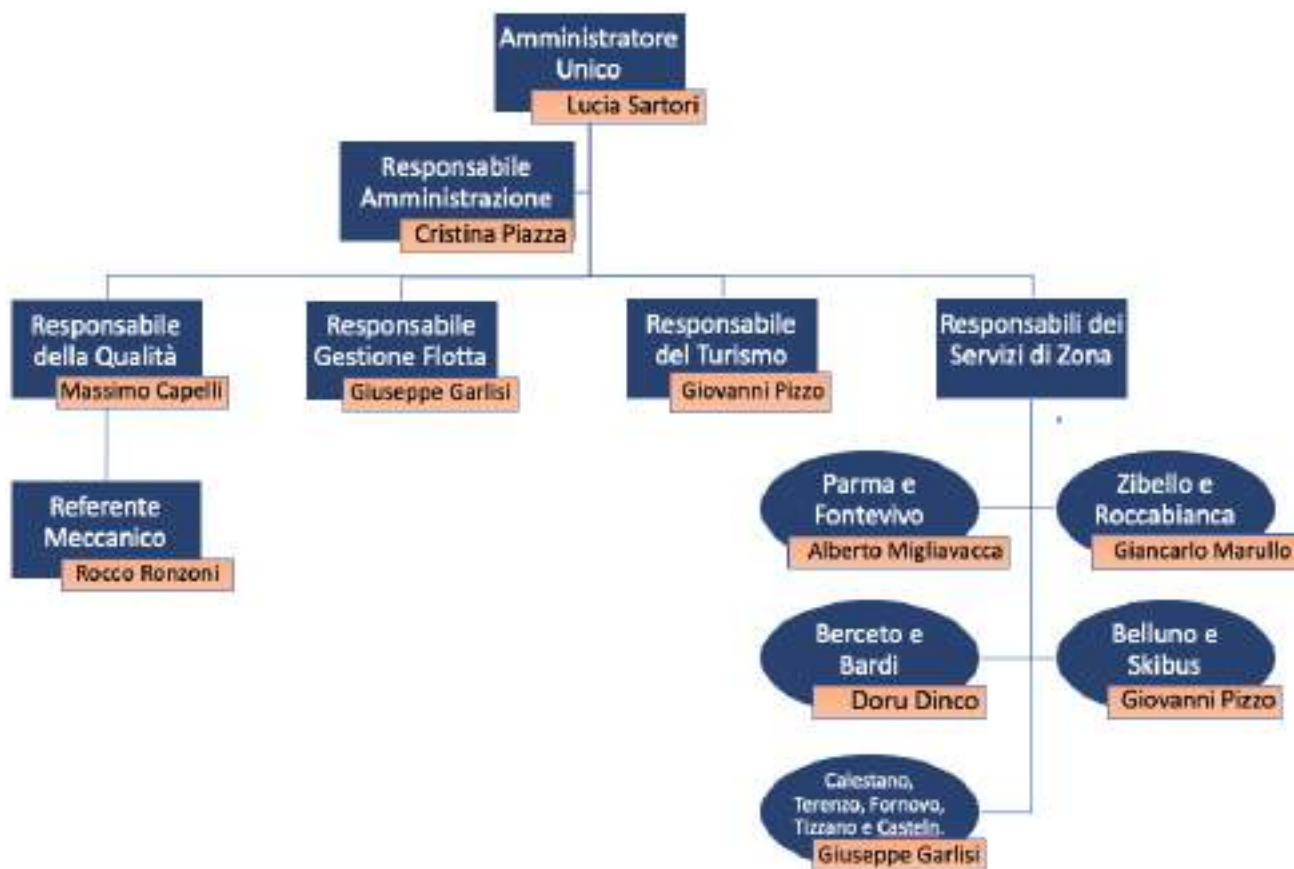 Amministratore
Unico
Lucia Sartori
Responsabile
Amministrazione
Cristina Piazza
Responsabile
della Qualità
Massimo Capelli
Responsabile
Gestione Flotta
Giuseppe Garlisi
Responsabile
del Turismo
Giovanni Pizzo
Responsabili dei
Servizi di Zona
Referente
Meccanico
Rocco Ronzoni
Parma e
Fontevivo
Alberto Migliavacca
Zibello e
Roccabianca
Giancarlo Marullo
Berceto e
Bardi
Doru Dinco
Belluno e
Skibus
Giovanni Pizzo
Calestano,
Terenzo, Fornovo,
Tizzano e Casteln.
Giuseppe Garlisi